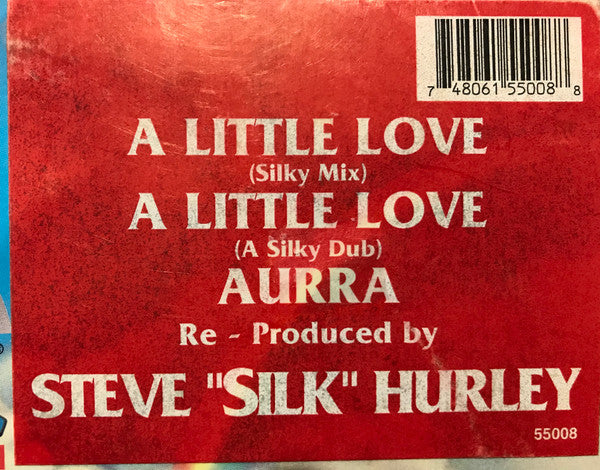 7 48061 55008 8
A LITTLE LOVE
(Silky Mix)
A LITTLE LOVE
(A Silky Dub)
AURRA
Re - Produced by
STEVE "SILK" HURLEY
55008